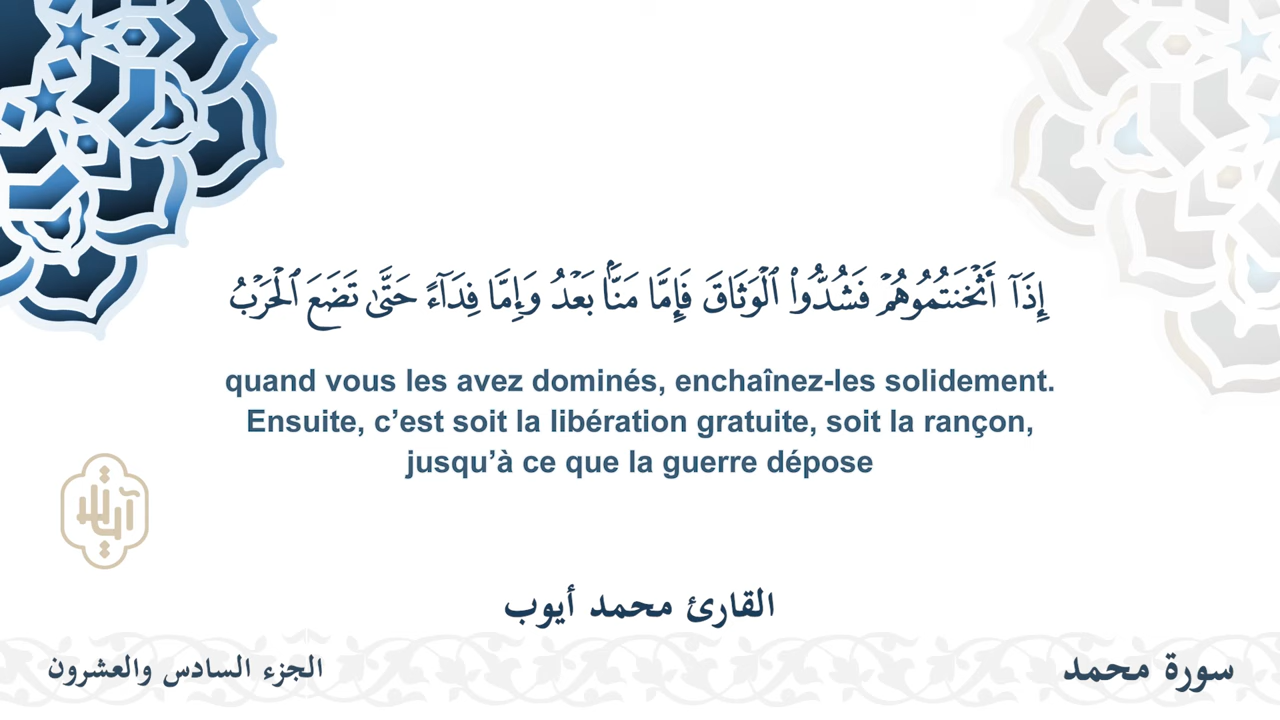 إِذَآ أَثْخَنتُمُوهُمْ فَشُدُّوا۟ ٱلْوَثَاقَ فَإِمَّا مَنًّۢا بَعْدُ وَإِمَّا فِدَآءً حَتَّىٰ تَضَعَ ٱلْحَرْبُ
quand vous les avez dominés, enchaînez-les solidement.
Ensuite, c’est soit la libération gratuite, soit la rançon,
jusqu’à ce que la guerre dépose
القارئ محمد أيوب
سورة محمد
الجزء السادس والعشرون